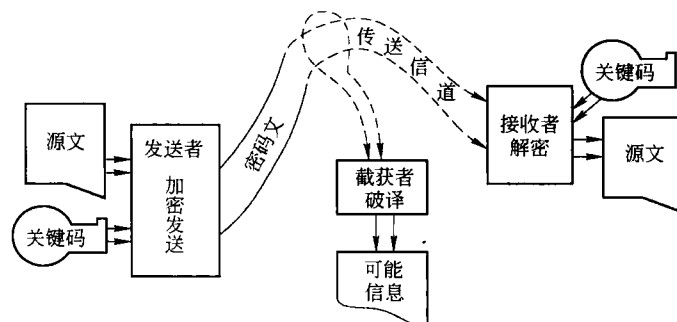 源文
关键码
发送者
加密发送
密码文
传送信道
截获者
破译
可能
信息
接收者
解密
关键码
源文